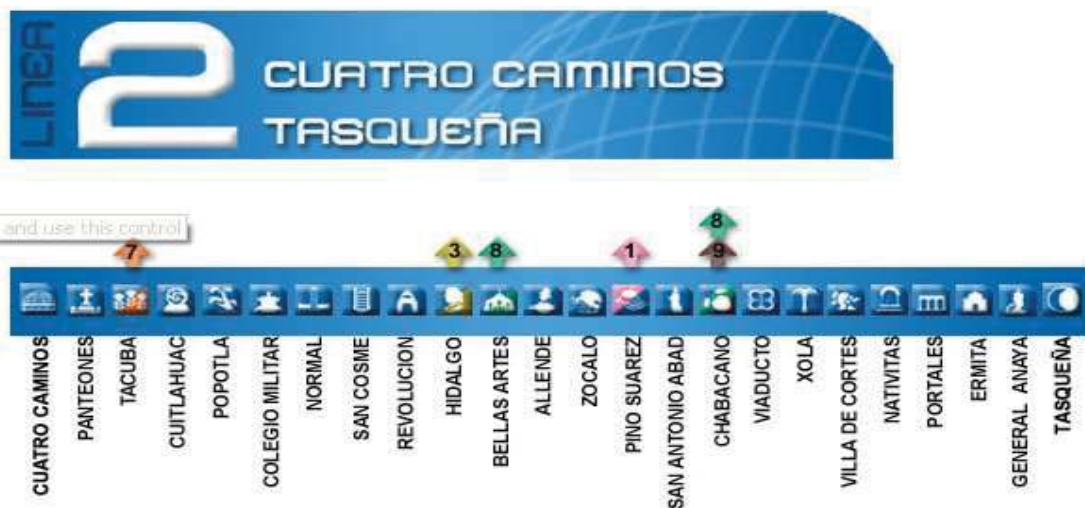 LINEA
2
CUATRO CAMINOS
TASQUEÑA
and use this control
7
3
8
1
8
9
CUATRO CAMINOS
PANTEONES
TACUBA
CUITLAHUAC
POPOTLA
COLEGIO MILITAR
NORMAL
SAN COSME
REVOLUCION
HIDALGO
BELLAS ARTES
ALLENDE
ZOCALO
PINO SUAREZ
SAN ANTONIO ABAD
CHABACANO
VIADUCTO
XOLA
VILLA DE CORTES
NATIVITAS
PORTALES
ERMITA
GENERAL ANAYA
TASQUEÑA